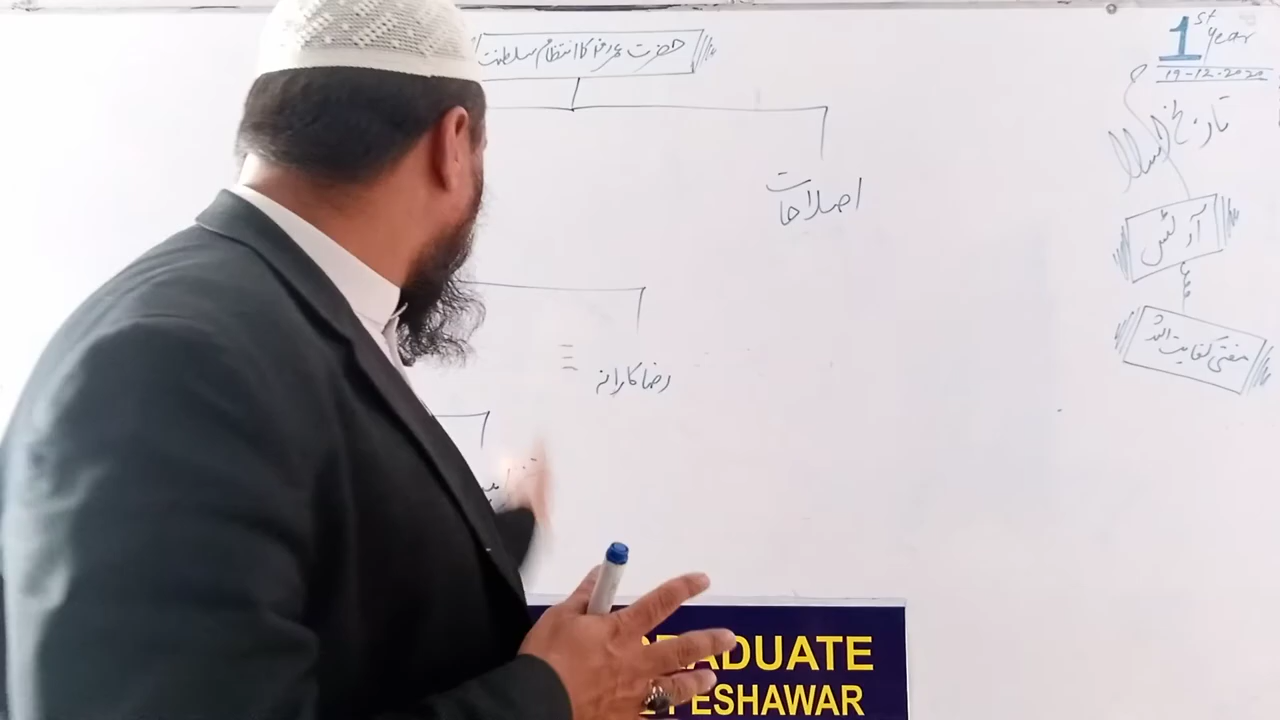 حضرت عمرؓ کا انتظام سلطنت
1st Year
19-12-2020
تاریخ اسلام
اصلاحات
آرٹس
مفتی کفایت اللہ
رضاکارانہ
GRADUATE
PESHAWAR